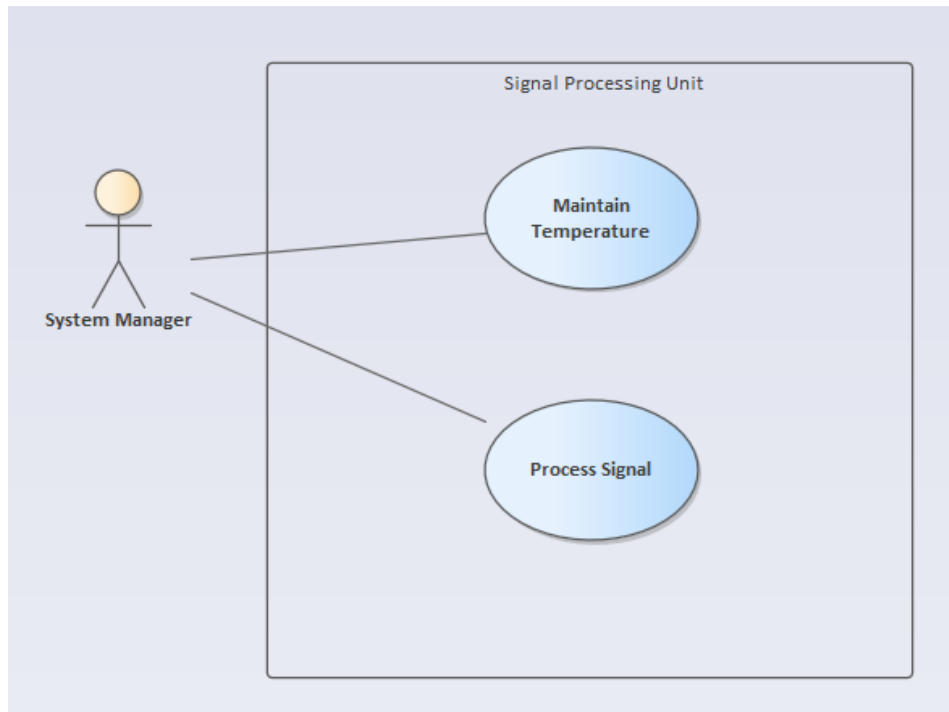 Signal Processing Unit
Maintain
Temperature
System Manager
Process Signal